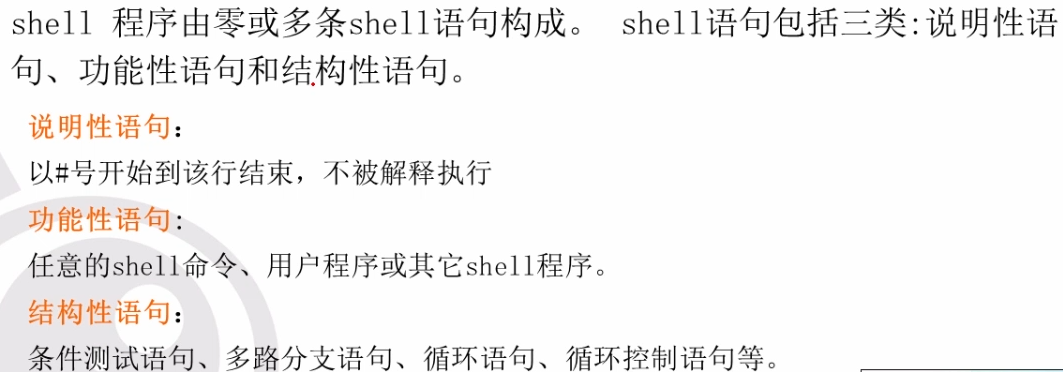 shell 程序由零或多条shell语句构成。 shell语句包括三类:说明性语
句、功能性语句和结构性语句。
说明性语句：
以#号开始到该行结束，不被解释执行
功能性语句:
任意的shell命令、用户程序或其它shell程序。
结构性语句：
条件测试语句、多路分支语句、循环语句、循环控制语句等。